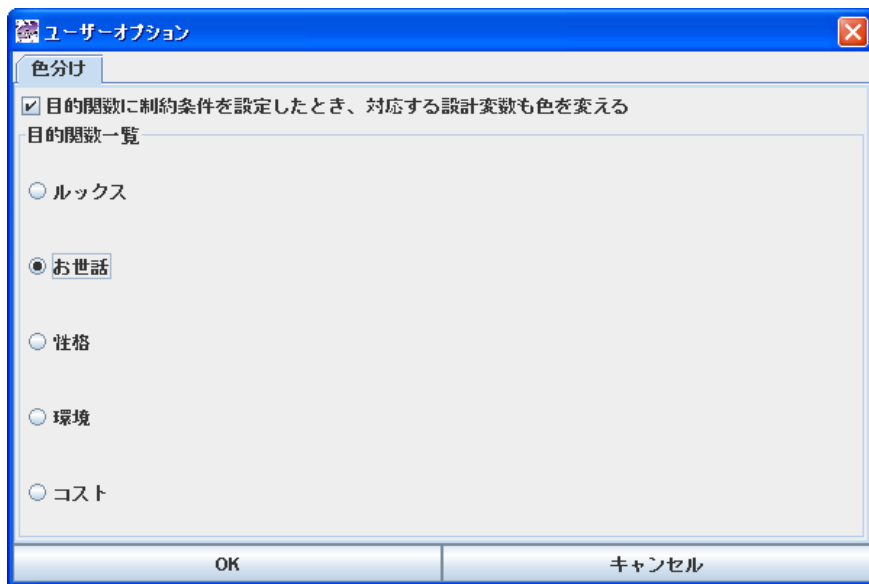 ユーザーオプション
色分け
目的関数に制約条件を設定したとき、対応する設計変数も色を変える
目的関数一覧
ルックス
お世話
性格
環境
コスト
OK キャンセル